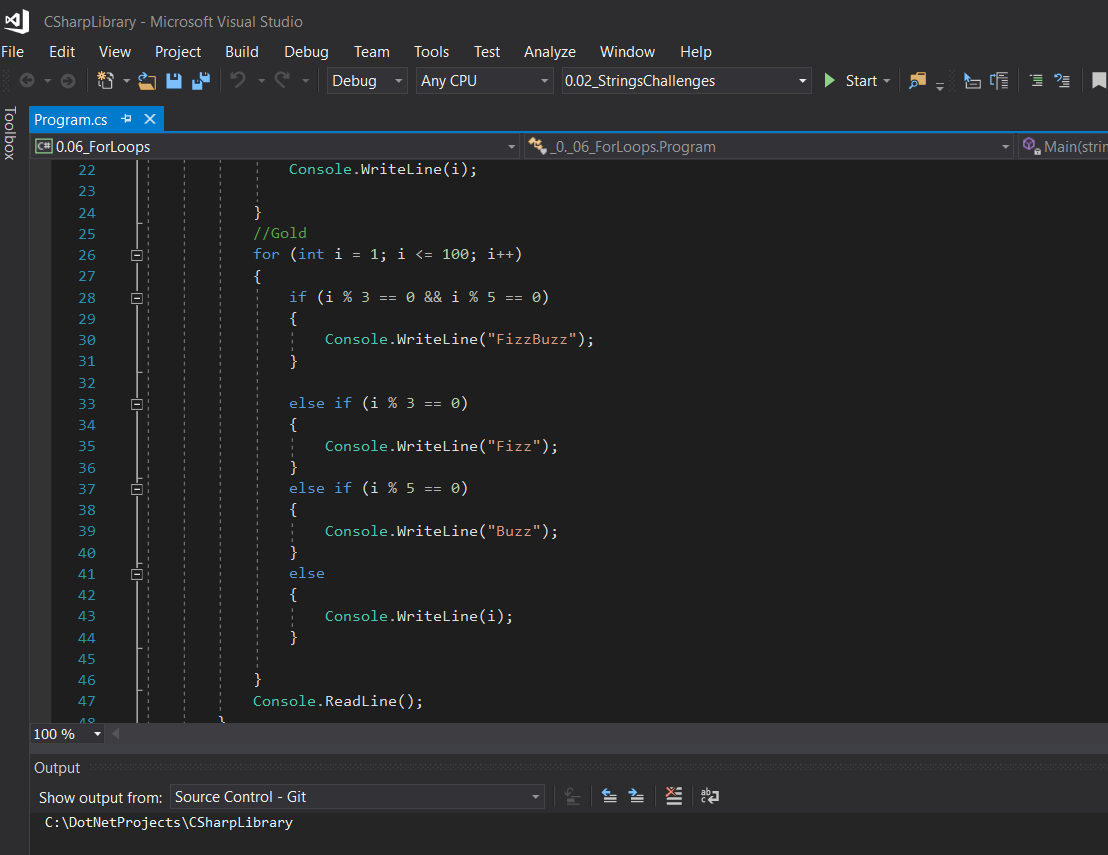 CSharpLibrary - Microsoft Visual Studio
File Edit View Project Build Debug Team Tools Test Analyze Window Help
Debug Any CPU 0.02_StringsChallenges Start
Toolbox
Program.cs
C# 0.06_ForLoops _0._06_ForLoops.Program Main(strin
22 Console.WriteLine(i);
23
24 }
25 //Gold
26 for (int i = 1; i <= 100; i++)
27 {
28 if (i % 3 == 0 && i % 5 == 0)
29 {
30 Console.WriteLine("FizzBuzz");
31 }
32
33 else if (i % 3 == 0)
34 {
35 Console.WriteLine("Fizz");
36 }
37 else if (i % 5 == 0)
38 {
39 Console.WriteLine("Buzz");
40 }
41 else
42 {
43 Console.WriteLine(i);
44 }
45
46 }
47 Console.ReadLine();
48 }
100 %
Output
Show output from: Source Control - Git
C:\DotNetProjects\CSharpLibrary